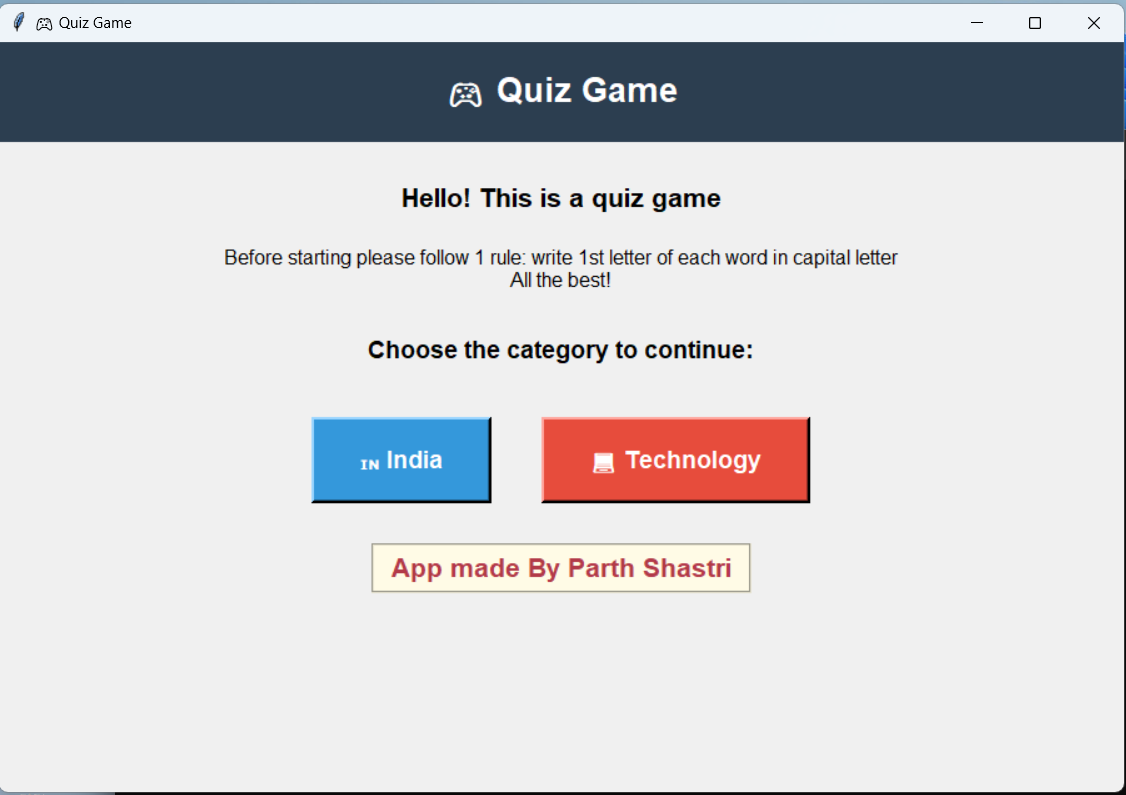 🎮 Quiz Game
🎮 Quiz Game
Hello! This is a quiz game
Before starting please follow 1 rule: write 1st letter of each word in capital letter
All the best!
Choose the category to continue:
🇮🇳 India
💻 Technology
App made By Parth Shastri